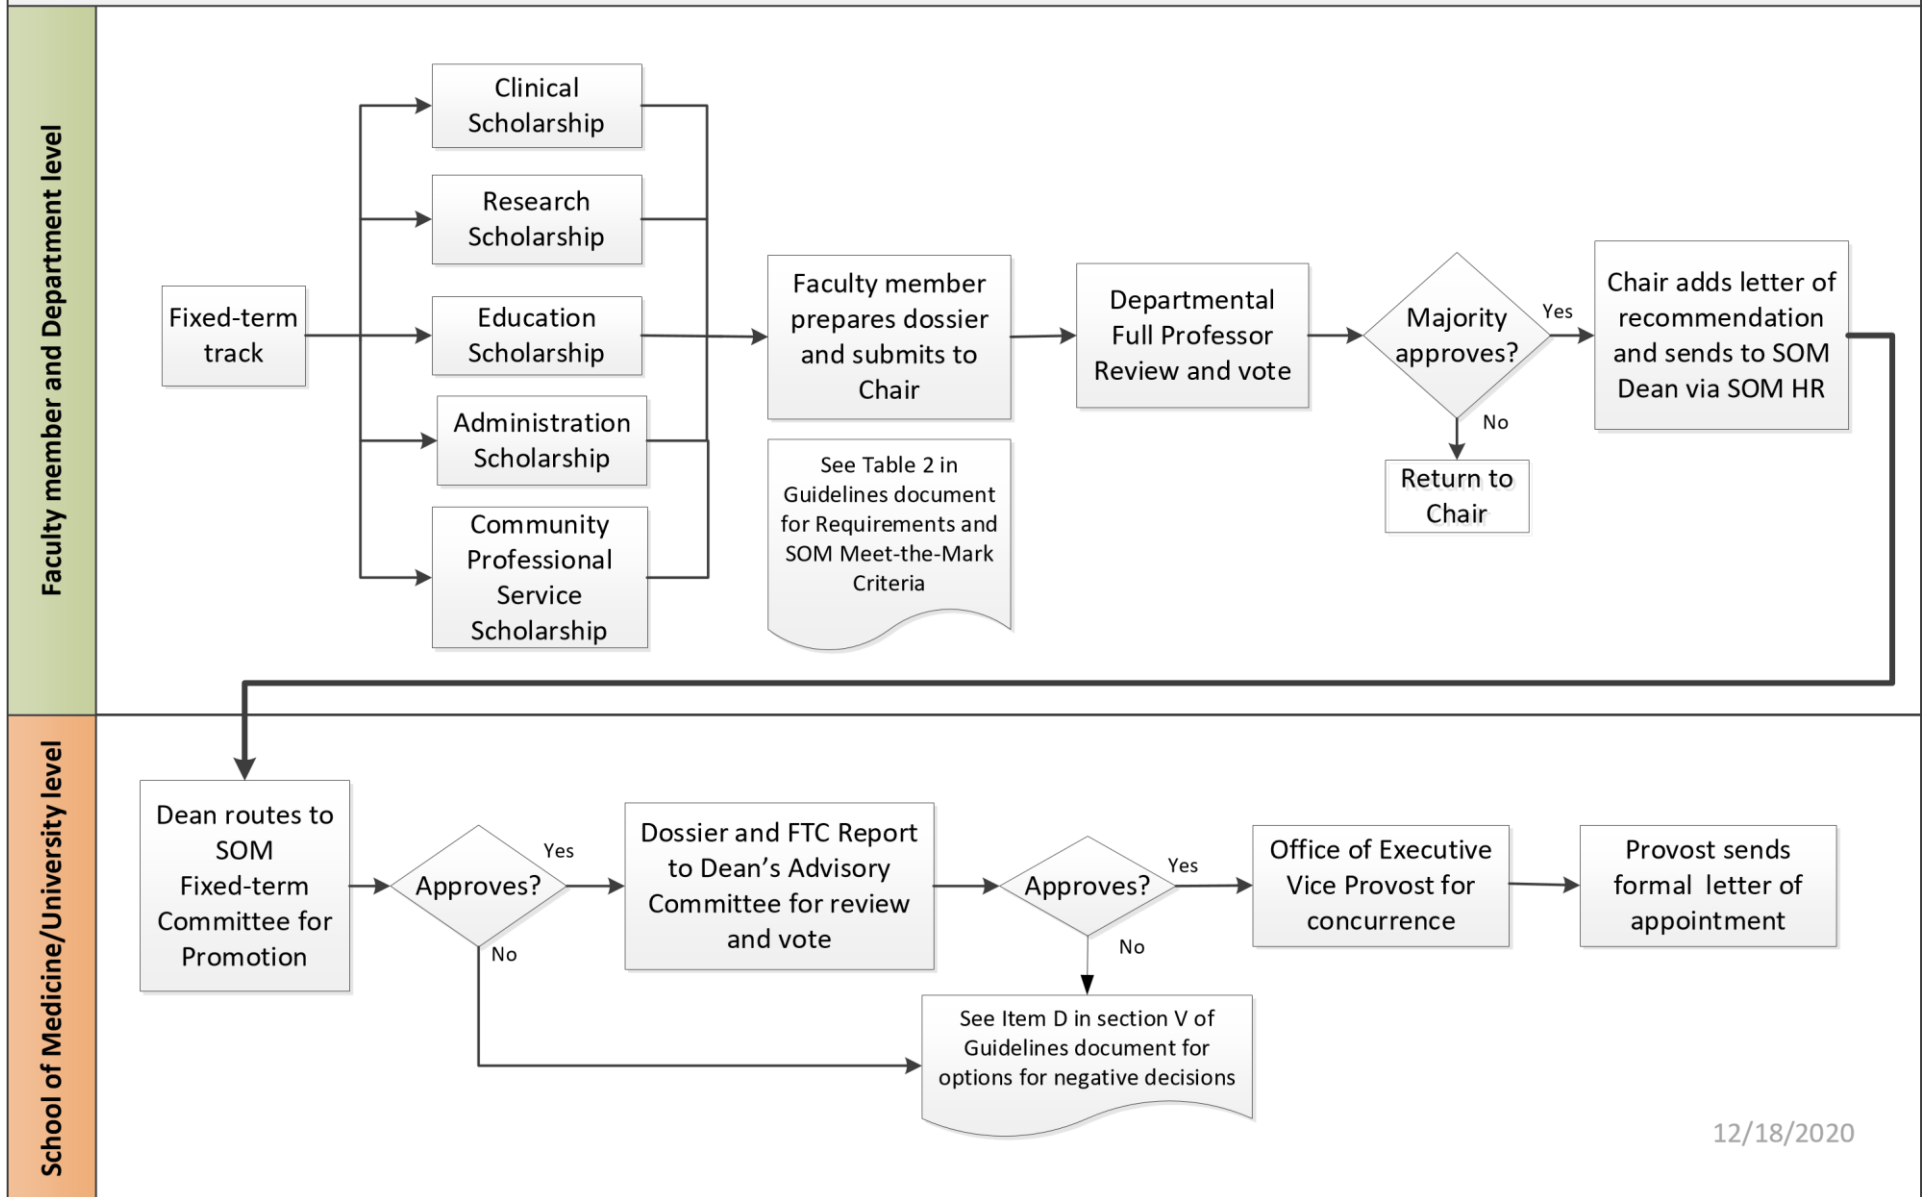 Faculty member and Department level
Fixed-term
track
Clinical
Scholarship
Research
Scholarship
Education
Scholarship
Administration
Scholarship
Community
Professional
Service
Scholarship
Faculty member
prepares dossier
and submits to
Chair
See Table 2 in
Guidelines document
for Requirements and
SOM Meet-the-Mark
Criteria
Departmental
Full Professor
Review and vote
Majority
approves?
Yes
No
Return to
Chair
Chair adds letter of
recommendation
and sends to SOM
Dean via SOM HR
School of Medicine/University level
Dean routes to
SOM
Fixed-term
Committee for
Promotion
Approves?
Yes
No
Dossier and FTC Report
to Dean’s Advisory
Committee for review
and vote
Approves?
Yes
No
See Item D in section V of
Guidelines document for
options for negative decisions
Office of Executive
Vice Provost for
concurrence
Provost sends
formal letter of
appointment
12/18/2020